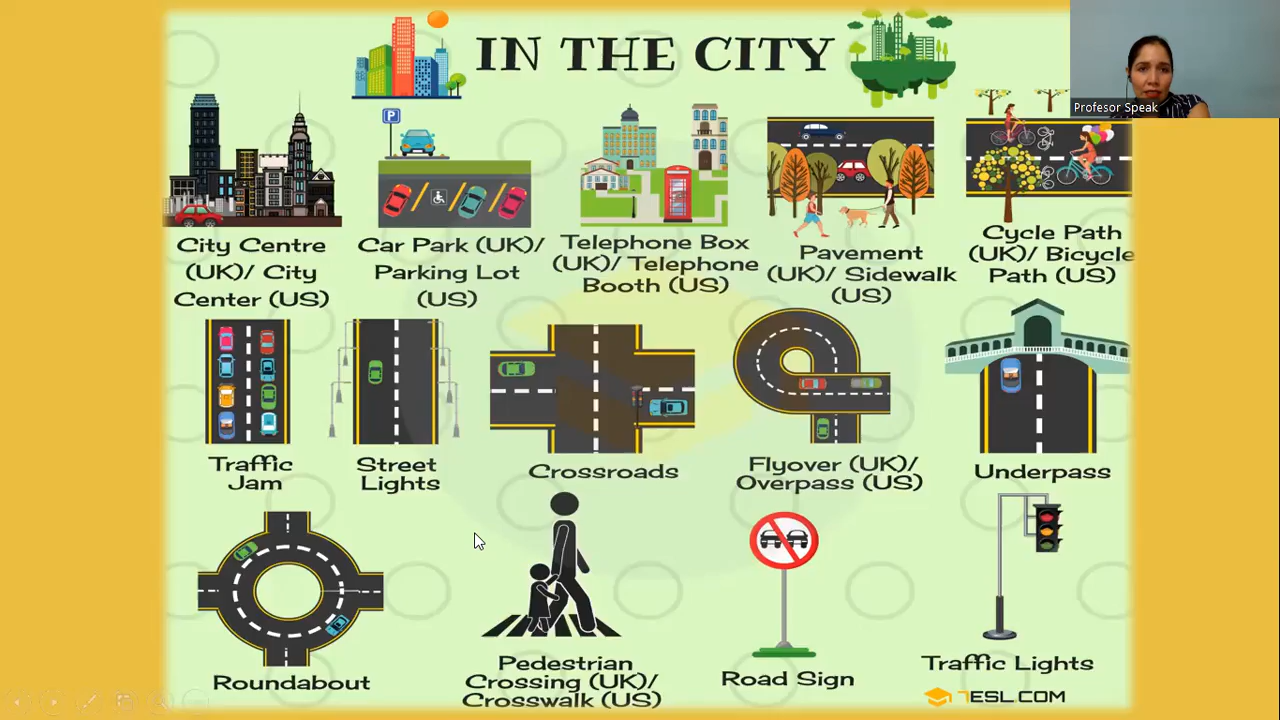 IN THE CITY
Profesor Speak
P
City Centre
(UK)/ City
Center (US)
Car Park (UK)/
Parking Lot
(US)
Telephone Box
(UK)/ Telephone
Booth (US)
Pavement
(UK)/ Sidewalk
(US)
Cycle Path
(UK)/ Bicycle
Path (US)
Traffic
Jam
Street
Lights
Crossroads
Flyover (UK)/
Overpass (US)
Underpass
Roundabout
Pedestrian
Crossing (UK)/
Crosswalk (US)
Road Sign
Traffic Lights
7ESL.COM